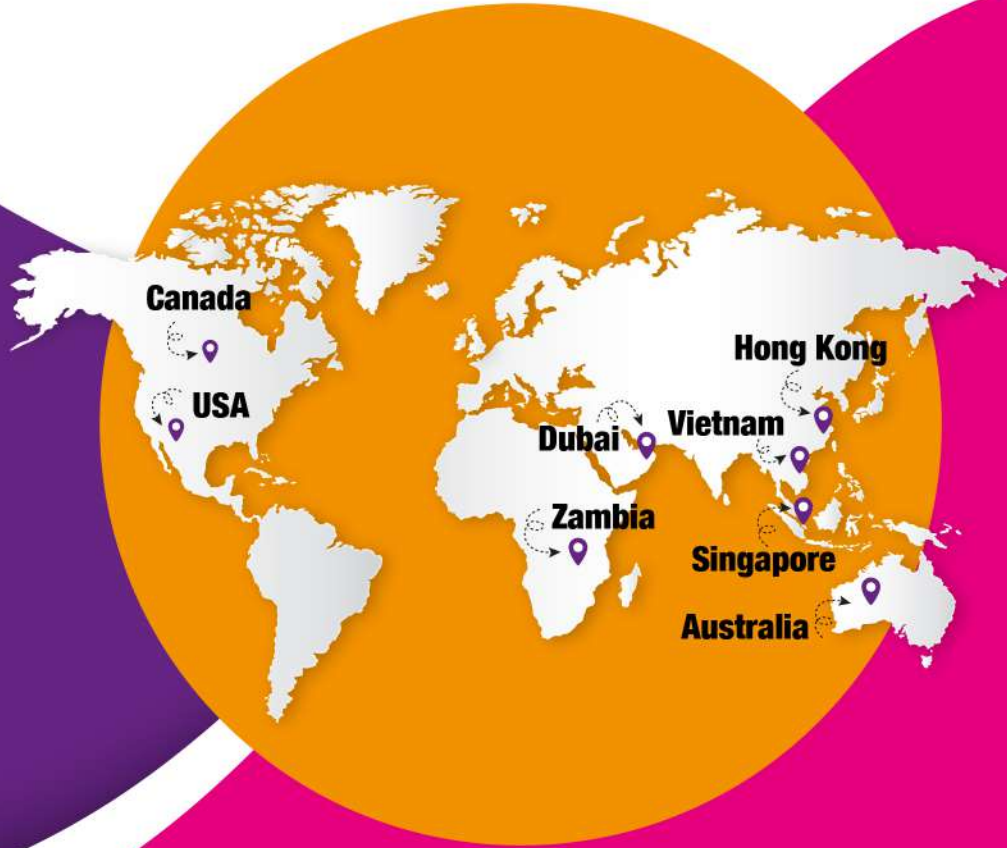 Canada
USA
Hong Kong
Vietnam
Dubai
Zambia
Singapore
Australia